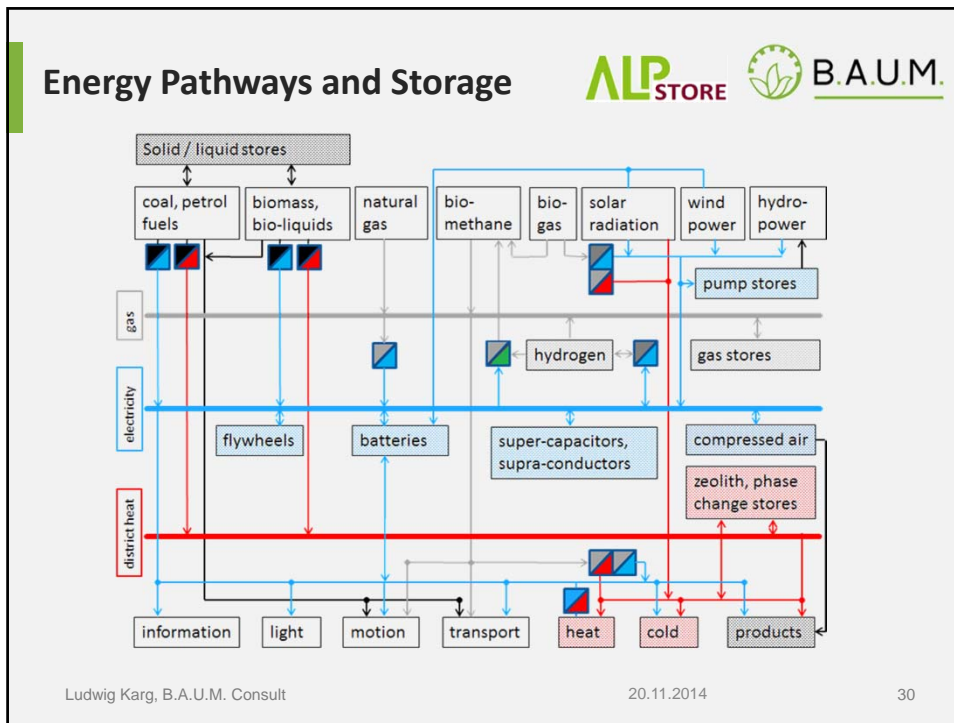 Energy Pathways and Storage
ALP STORE
B.A.U.M.
Solid / liquid stores
coal, petrol
fuels
biomass,
bio-liquids
natural
gas
bio-
methane
bio-
gas
solar
radiation
wind
power
hydro-
power
pump stores
gas
hydrogen
gas stores
electricity
flywheels
batteries
super-capacitors,
supra-conductors
compressed air
zeolith, phase
change stores
district heat
information
light
motion
transport
heat
cold
products
Ludwig Karg, B.A.U.M. Consult
20.11.2014
30